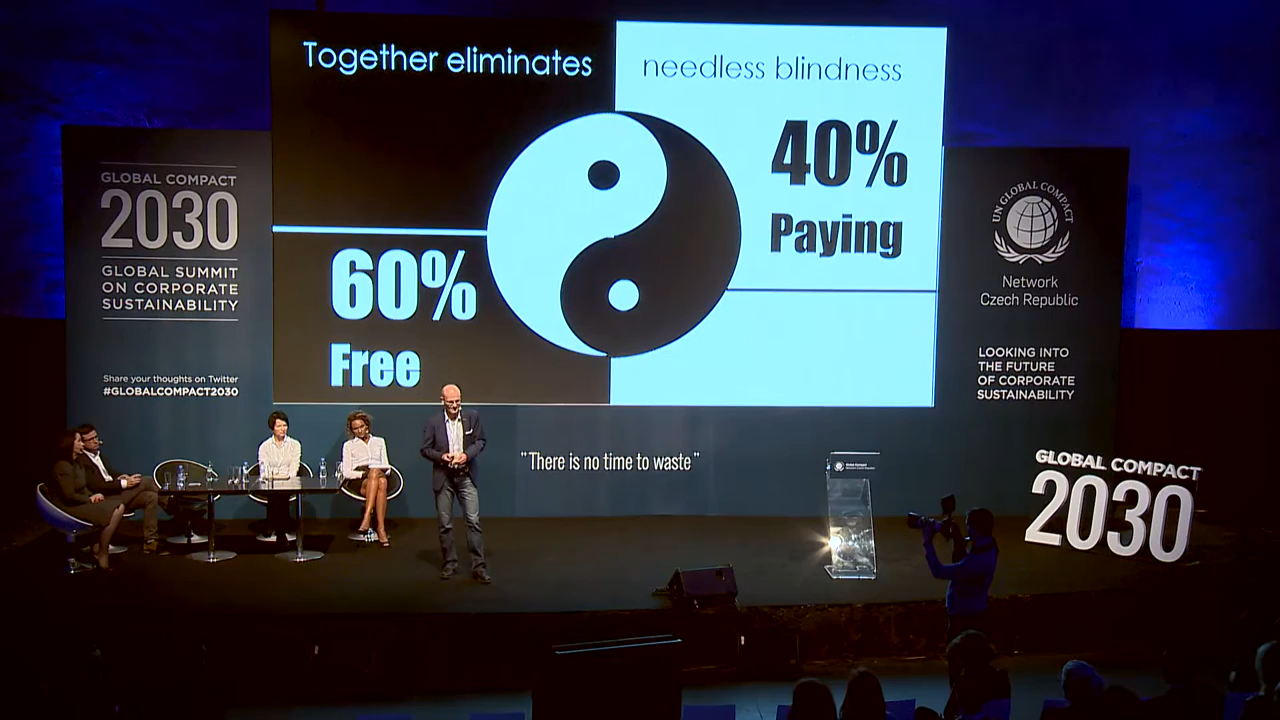 Together eliminates
needless blindness
40%
Paying
60%
Free
GLOBAL COMPACT
2030
GLOBAL SUMMIT
ON CORPORATE
SUSTAINABILITY
Share your thoughts on Twitter
#GLOBALCOMPACT2030
UN GLOBAL COMPACT
Network
Czech Republic
LOOKING INTO
THE FUTURE
OF CORPORATE
SUSTAINABILITY
"There is no time to waste"
GLOBAL COMPACT
2030